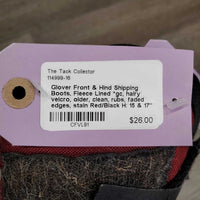 The Tack Collector
114999-16
Glover Front & Hind Shipping
Boots, Fleece Lined *gc, hairy
velcro, older, clean, rubs, faded
edges, stain Red/Black H: 15 & 17"
CFVL91
$26.00